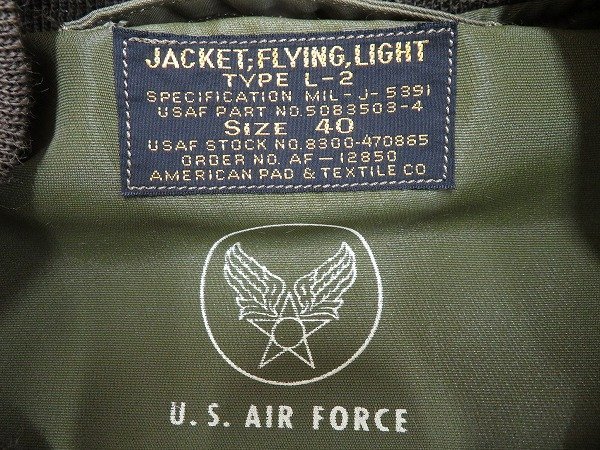 JACKET; FLYING, LIGHT
TYPE L-2
SPECIFICATION MIL-J-5391
USAF PART NO. 5083503-4
SIZE 40
USAF STOCK NO. 8300-470865
ORDER NO. AF-12850
AMERICAN PAD & TEXTILE CO
U. S. AIR FORCE